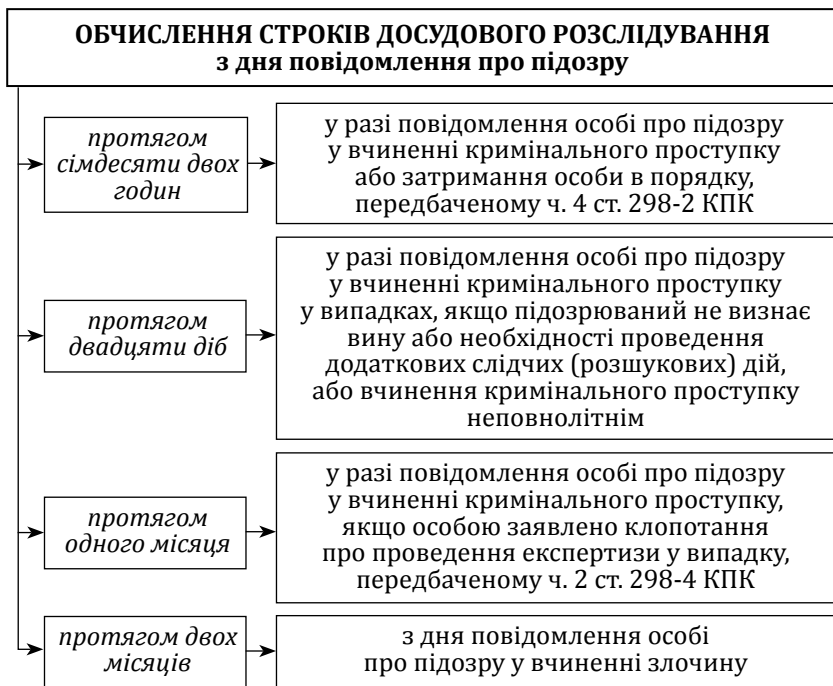 ОБЧИСЛЕННЯ СТРОКІВ ДОСУДОВОГО РОЗСЛІДУВАННЯ
з дня повідомлення про підозру
протягом
сімдесяти двох
годин
у разі повідомлення особі про підозру
у вчиненні кримінального проступку
або затримання особи в порядку,
передбаченому ч. 4 ст. 298-2 КПК
протягом
двадцяти діб
у разі повідомлення особі про підозру
у вчиненні кримінального проступку
у випадках, якщо підозрюваний не визнає
вину або необхідності проведення
додаткових слідчих (розшукових) дій,
або вчинення кримінального проступку
неповнолітнім
протягом
одного місяця
у разі повідомлення особі про підозру
у вчиненні кримінального проступку,
якщо особою заявлено клопотання
про проведення експертизи у випадку,
передбаченому ч. 2 ст. 298-4 КПК
протягом двох
місяців
з дня повідомлення особі
про підозру у вчиненні злочину